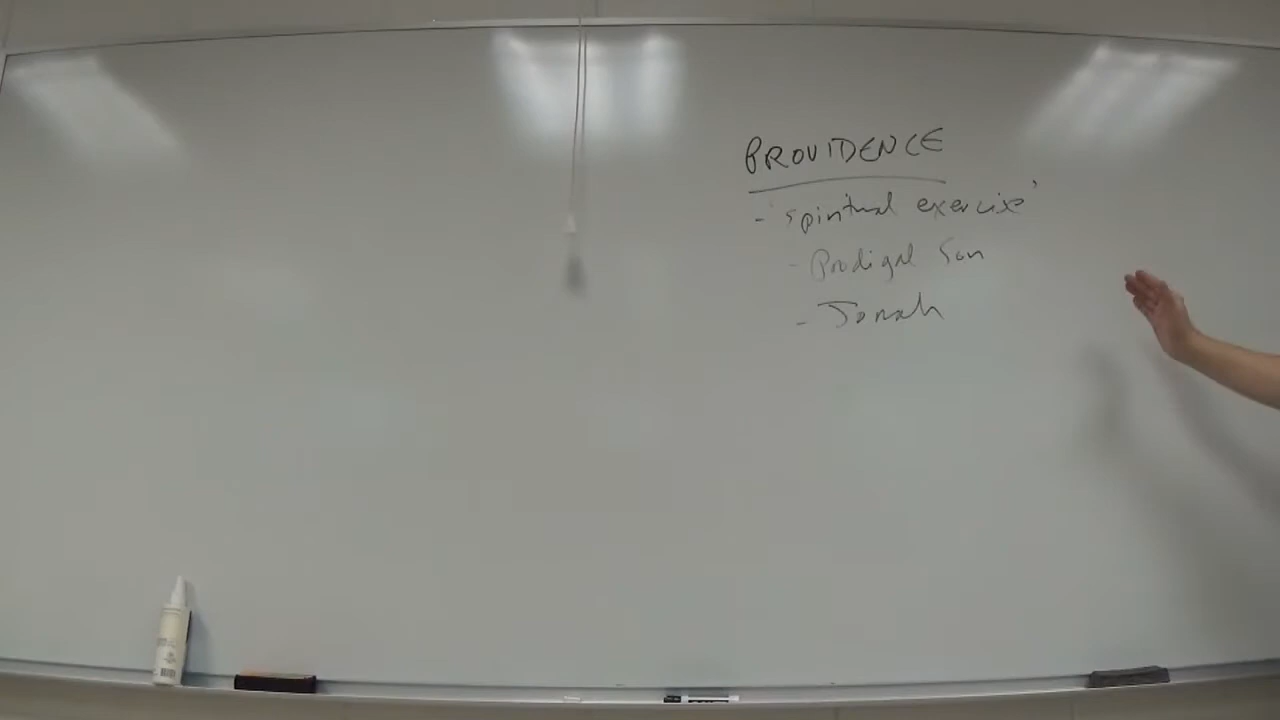 PROVIDENCE
- 'spiritual exercise'
- Prodigal Son
- Jonah